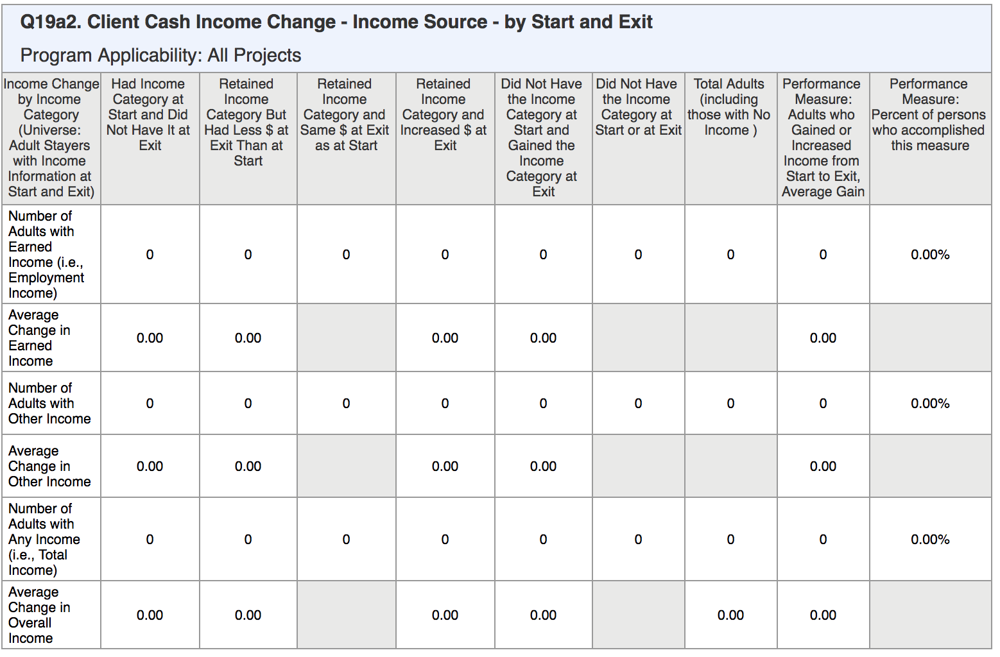 Q19a2. Client Cash Income Change - Income Source - by Start and Exit
Program Applicability: All Projects
Income Change
by Income
Category
(Universe:
Adult Stayers
with Income
Information at
Start and Exit)
Had Income
Category at
Start and Did
Not Have It at
Exit
Retained
Income
Category But
Had Less $ at
Exit Than at
Start
Retained
Income
Category and
Same $ at Exit
as at Start
Retained
Income
Category and
Increased $ at
Exit
Did Not Have
the Income
Category at
Start and
Gained the
Income
Category at
Exit
Did Not Have
the Income
Category at
Start or at Exit
Total Adults
(including
those with No
Income )
Performance
Measure:
Adults who
Gained or
Increased
Income from
Start to Exit,
Average Gain
Performance
Measure:
Percent of persons
who accomplished
this measure
Number of
Adults with
Earned
Income (i.e.,
Employment
Income)
0 0 0 0 0 0 0 0 0.00%
Average
Change in
Earned
Income
0.00 0.00 0.00 0.00 0.00
Number of
Adults with
Other Income
0 0 0 0 0 0 0 0 0.00%
Average
Change in
Other Income
0.00 0.00 0.00 0.00 0.00
Number of
Adults with
Any Income
(i.e., Total
Income)
0 0 0 0 0 0 0 0 0.00%
Average
Change in
Overall
Income
0.00 0.00 0.00 0.00 0.00 0.00